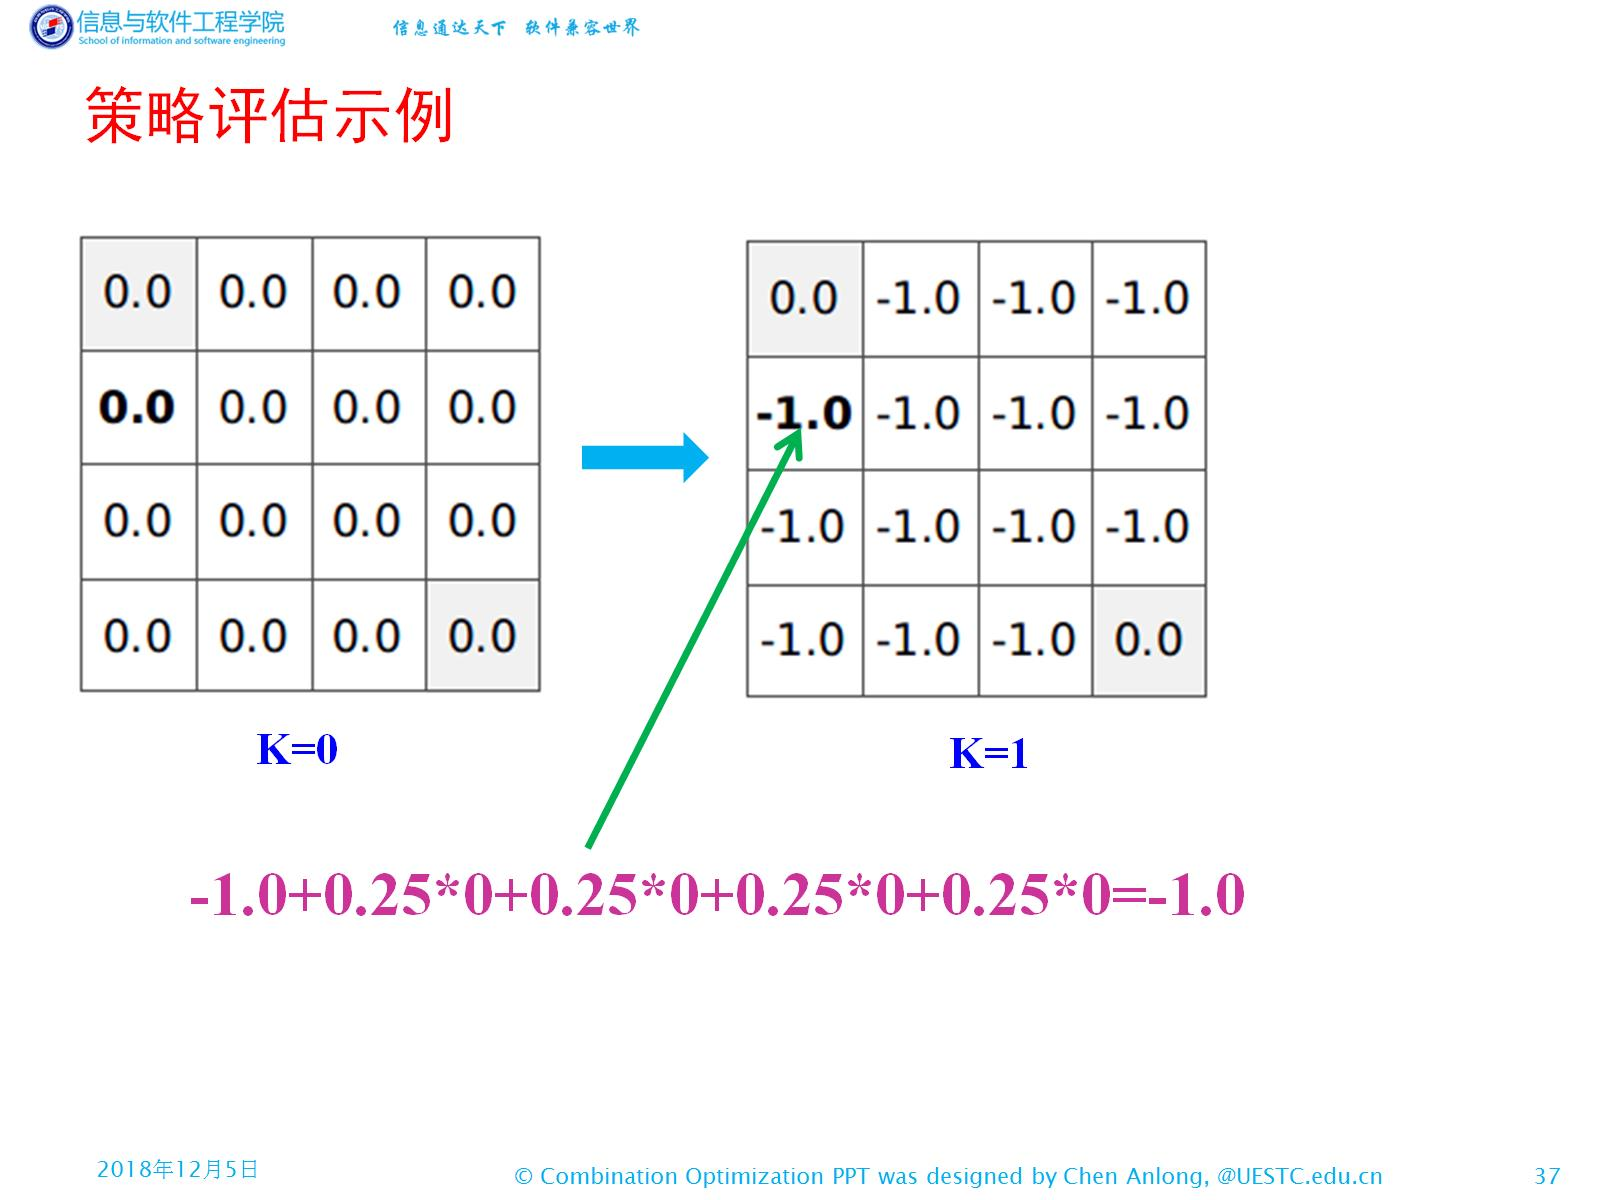 信息与软件工程学院
School of information and software engineering
信息通达天下 软件兼容世界
策略评估示例
0.0 0.0 0.0 0.0
0.0 0.0 0.0 0.0
0.0 0.0 0.0 0.0
0.0 0.0 0.0 0.0
K=0
0.0 -1.0 -1.0 -1.0
-1.0 -1.0 -1.0 -1.0
-1.0 -1.0 -1.0 -1.0
-1.0 -1.0 -1.0 0.0
K=1
-1.0+0.25*0+0.25*0+0.25*0+0.25*0=-1.0
2018年12月5日
© Combination Optimization PPT was designed by Chen Anlong, @UESTC.edu.cn
37